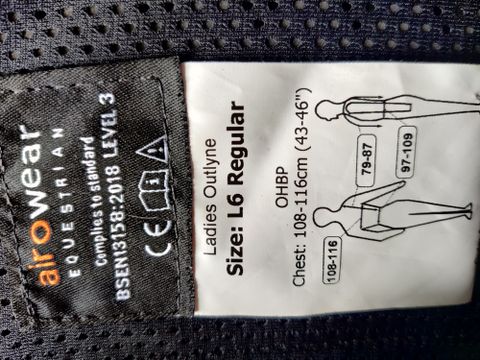 airowear
EQUESTRIAN
Complies to standard
BSEN13158:2018 LEVEL 3
CE
Ladies Outlyne
Size: L6 Regular
OHBP
Chest: 108-116cm (43-46")
79-87
97-109
108-116